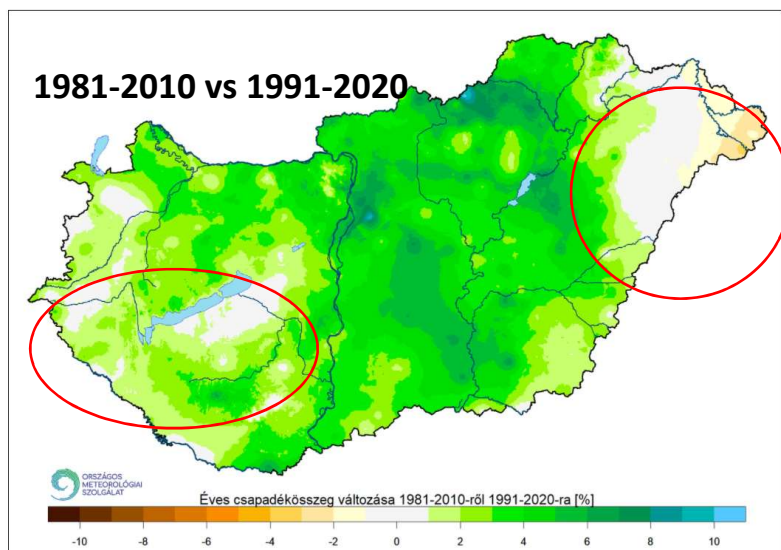 1981-2010 vs 1991-2020
ORSZÁGOS
METEOROLÓGIAI
SZOLGÁLAT
Éves csapadékösszeg változása 1981-2010-ről 1991-2020-ra [%]
-10 -8 -6 -4 -2 0 2 4 6 8 10